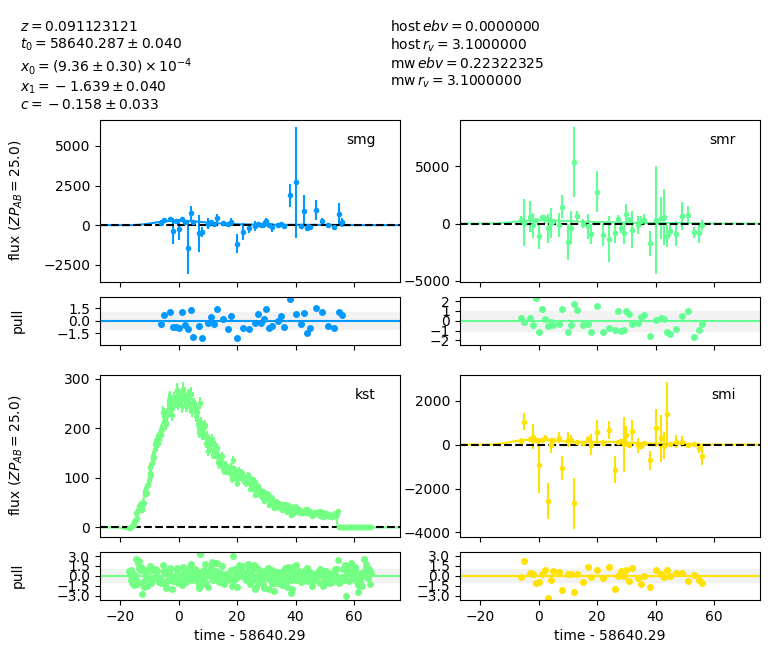 z = 0.091123121
t₀ = 58640.287 ± 0.040
x₀ = (9.36 ± 0.30) × 10⁻⁴
x₁ = −1.639 ± 0.040
c = −0.158 ± 0.033
host ebv = 0.0000000
host rᵥ = 3.1000000
mw ebv = 0.22322325
mw rᵥ = 3.1000000
smg
5000
2500
0
−2500
flux (ZP_AB = 25.0)
1.5
0.0
−1.5
pull
smr
5000
0
−5000
2
1
0
−1
−2
kst
300
200
100
0
flux (ZP_AB = 25.0)
3.0
1.5
0.0
−1.5
−3.0
pull
−20 0 20 40 60
time - 58640.29
smi
2000
0
−2000
−4000
3.0
1.5
0.0
−1.5
−3.0
−20 0 20 40 60
time - 58640.29